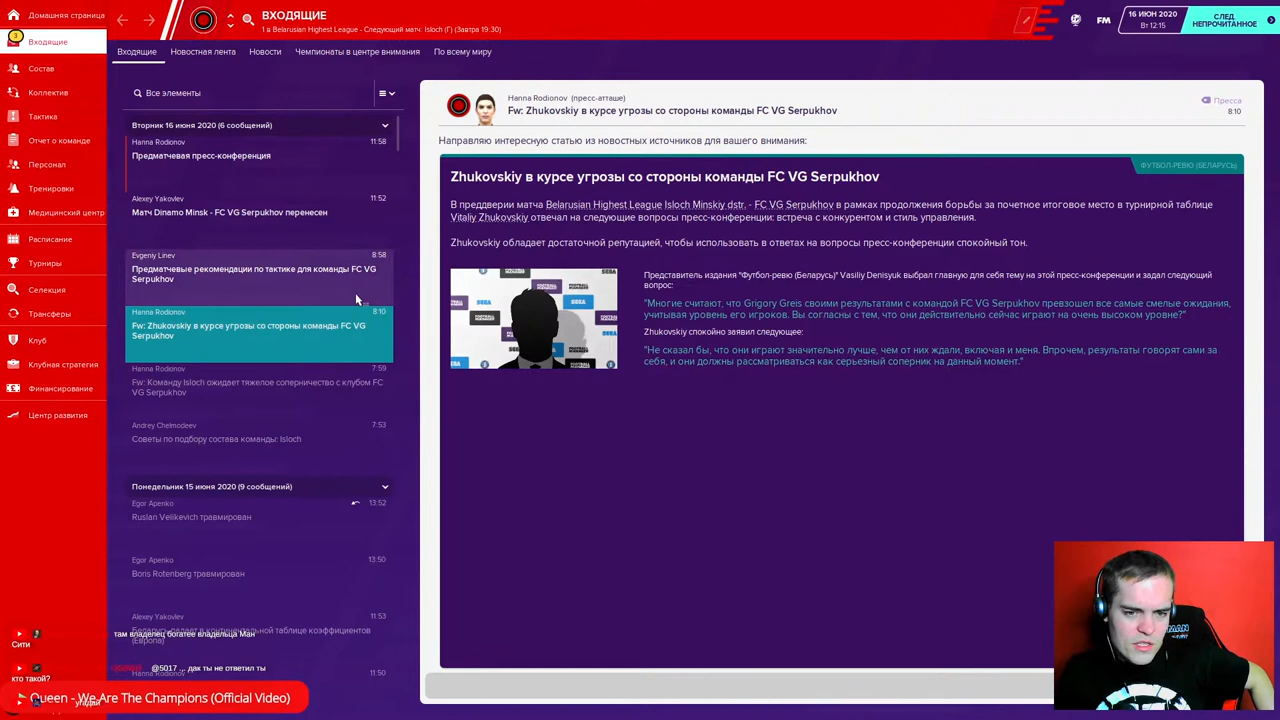 Домашняя страница
3
Входящие
Состав
Коллектив
Тактика
Отчет о команде
Персонал
Тренировки
Медицинский центр
Расписание
Турниры
Селекция
Трансферы
Клуб
Клубная стратегия
Финансирование
Центр развития
ВХОДЯЩИЕ
1 в Belarusian Highest League - Следующий матч: Isloch (Г) (Завтра 19:30)
FM
16 ИЮН 2020
Вт 12:15
СЛЕД.
НЕПРОЧИТАННОЕ
Входящие
Новостная лента
Новости
Чемпионаты в центре внимания
По всему миру
Все элементы
Вторник 16 июня 2020 (6 сообщений)
Hanna Rodionov 11:58
Предматчевая пресс-конференция
Alexey Yakovlev 11:52
Матч Dinamo Minsk - FC VG Serpukhov перенесен
Evgeniy Linev 8:58
Предматчевые рекомендации по тактике для команды FC VG
Serpukhov
Hanna Rodionov 8:10
Fw: Zhukovskiy в курсе угрозы со стороны команды FC VG
Serpukhov
Hanna Rodionov 7:59
Fw: Команду Isloch ожидает тяжелое соперничество с клубом FC
VG Serpukhov
Andrey Chelmodeev 7:53
Советы по подбору состава команды: Isloch
Понедельник 15 июня 2020 (9 сообщений)
Egor Apenko 13:52
Ruslan Velikevich травмирован
Egor Apenko 13:50
Boris Rotenberg травмирован
Alexey Yakovlev 11:53
Беларусь падает в континентальной таблице коэффициентов
(Европа)
Hanna Rodionov 11:50
Hanna Rodionov (пресс-атташе)
Fw: Zhukovskiy в курсе угрозы со стороны команды FC VG Serpukhov
Пресса
8:10
Направляю интересную статью из новостных источников для вашего внимания:
ФУТБОЛ-РЕВЮ (БЕЛАРУСЬ)
Zhukovskiy в курсе угрозы со стороны команды FC VG Serpukhov
В преддверии матча Belarusian Highest League Isloch Minskiy dstr. - FC VG Serpukhov в рамках продолжения борьбы за почетное итоговое место в турнирной таблице
Vitaliy Zhukovskiy отвечал на следующие вопросы пресс-конференции: встреча с конкурентом и стиль управления.
Zhukovskiy обладает достаточной репутацией, чтобы использовать в ответах на вопросы пресс-конференции спокойный тон.
SEGA
Представитель издания "Футбол-ревю (Беларусь)" Vasiliy Denisyuk выбрал главную для себя тему на этой пресс-конференции и задал следующий
вопрос:
"Многие считают, что Grigory Greis своими результатами с командой FC VG Serpukhov превзошел все самые смелые ожидания,
учитывая уровень его игроков. Вы согласны с тем, что они действительно сейчас играют на очень высоком уровне?"
Zhukovskiy спокойно заявил следующее:
"Не сказал бы, что они играют значительно лучше, чем от них ждали, включая и меня. Впрочем, результаты говорят сами за
себя, и они должны рассматриваться как серьезный соперник на данный момент."
там владелец богатее владельца Ман
Сити
@5017 ... дак ты не ответил ты
кто такой?
Queen - We Are The Champions (Official Video)
угадай